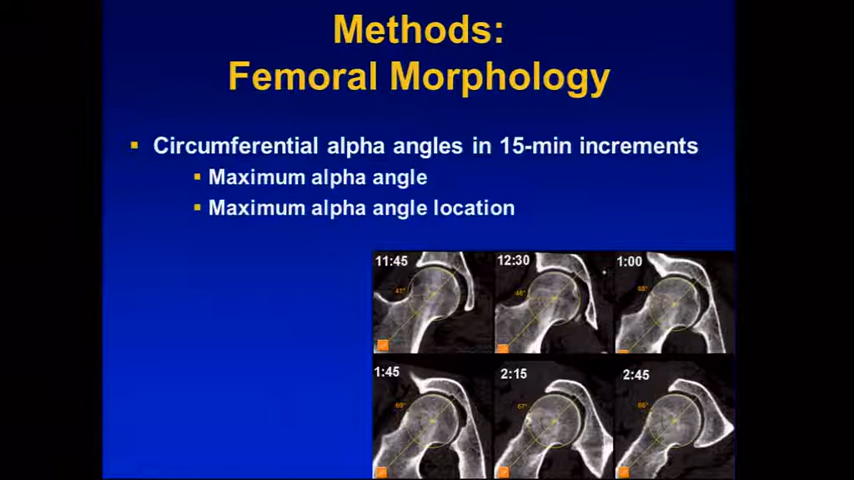 Methods:
Femoral Morphology
▪ Circumferential alpha angles in 15-min increments
▪ Maximum alpha angle
▪ Maximum alpha angle location
11:45 12:30 1:00
1:45 2:15 2:45